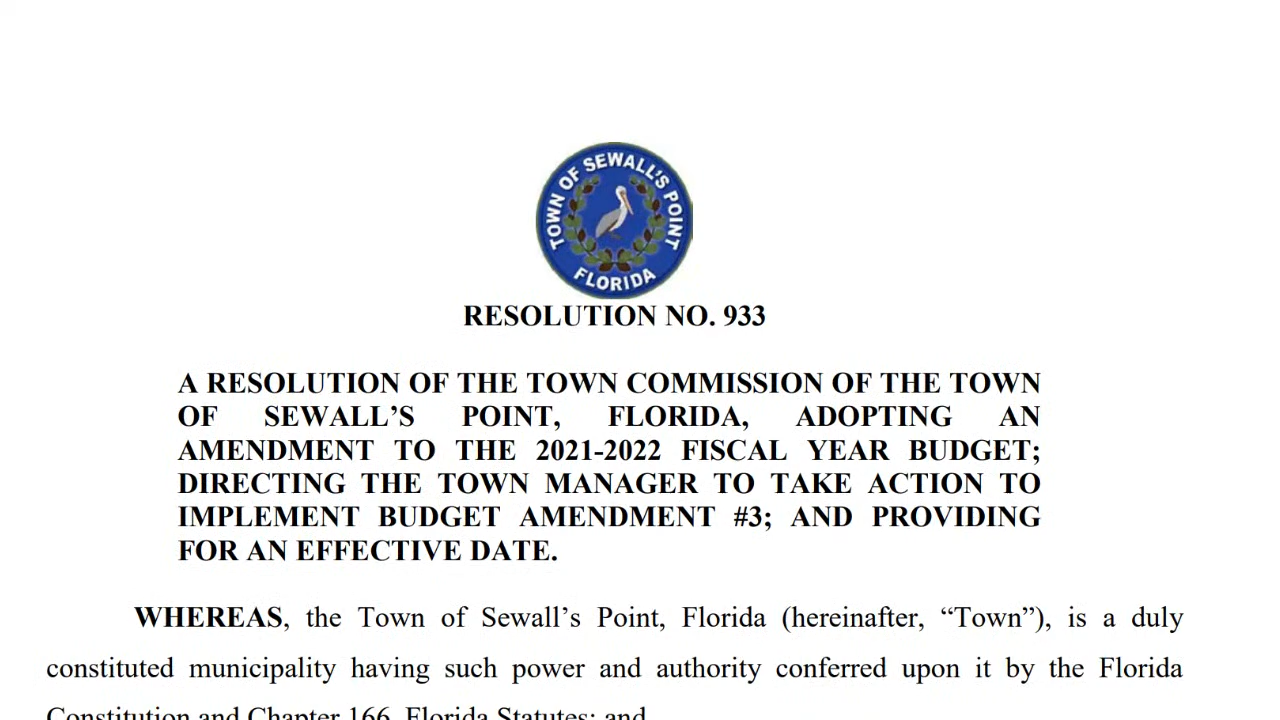 TOWN OF SEWALL'S POINT
FLORIDA
RESOLUTION NO. 933
A RESOLUTION OF THE TOWN COMMISSION OF THE TOWN
OF SEWALL’S POINT, FLORIDA, ADOPTING AN
AMENDMENT TO THE 2021-2022 FISCAL YEAR BUDGET;
DIRECTING THE TOWN MANAGER TO TAKE ACTION TO
IMPLEMENT BUDGET AMENDMENT #3; AND PROVIDING
FOR AN EFFECTIVE DATE.
WHEREAS, the Town of Sewall’s Point, Florida (hereinafter, “Town”), is a duly
constituted municipality having such power and authority conferred upon it by the Florida
Constitution and Chapter 166, Florida Statutes; and